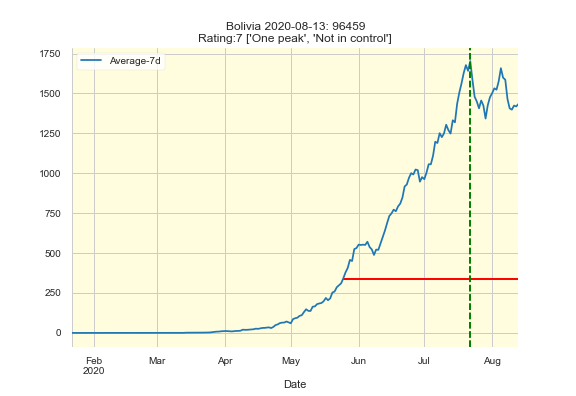 Bolivia 2020-08-13: 96459
Rating:7 ['One peak', 'Not in control']
Average-7d
1750
1500
1250
1000
750
500
250
0
Feb
2020
Mar
Apr
May
Jun
Jul
Aug
Date